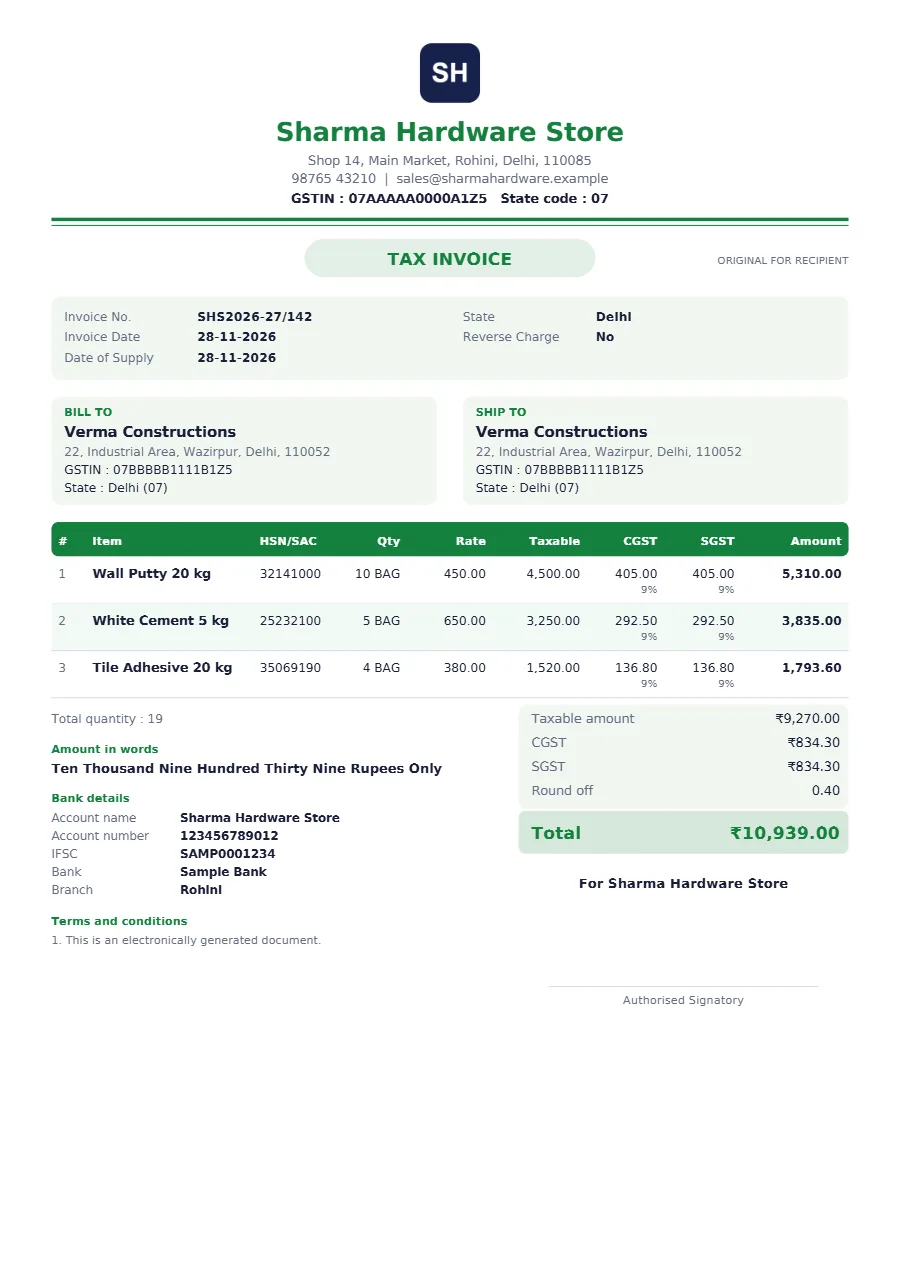 SH
Sharma Hardware Store
Shop 14, Main Market, Rohini, Delhi, 110085
98765 43210 | sales@sharmahardware.example
GSTIN : 07AAAAA0000A1Z5 State code : 07
TAX INVOICE
ORIGINAL FOR RECIPIENT
Invoice No. SHS2026-27/142 State Delhi
Invoice Date 28-11-2026 Reverse Charge No
Date of Supply 28-11-2026
BILL TO
Verma Constructions
22, Industrial Area, Wazirpur, Delhi, 110052
GSTIN : 07BBBBB1111B1Z5
State : Delhi (07)
SHIP TO
Verma Constructions
22, Industrial Area, Wazirpur, Delhi, 110052
GSTIN : 07BBBBB1111B1Z5
State : Delhi (07)
# Item HSN/SAC Qty Rate Taxable CGST SGST Amount
1 Wall Putty 20 kg 32141000 10 BAG 450.00 4,500.00 405.00 405.00 5,310.00
9% 9%
2 White Cement 5 kg 25232100 5 BAG 650.00 3,250.00 292.50 292.50 3,835.00
9% 9%
3 Tile Adhesive 20 kg 35069190 4 BAG 380.00 1,520.00 136.80 136.80 1,793.60
9% 9%
Total quantity : 19
Amount in words
Ten Thousand Nine Hundred Thirty Nine Rupees Only
Bank details
Account name Sharma Hardware Store
Account number 123456789012
IFSC SAMP0001234
Bank Sample Bank
Branch Rohini
Terms and conditions
1. This is an electronically generated document.
Taxable amount ₹9,270.00
CGST ₹834.30
SGST ₹834.30
Round off 0.40
Total ₹10,939.00
For Sharma Hardware Store
Authorised Signatory